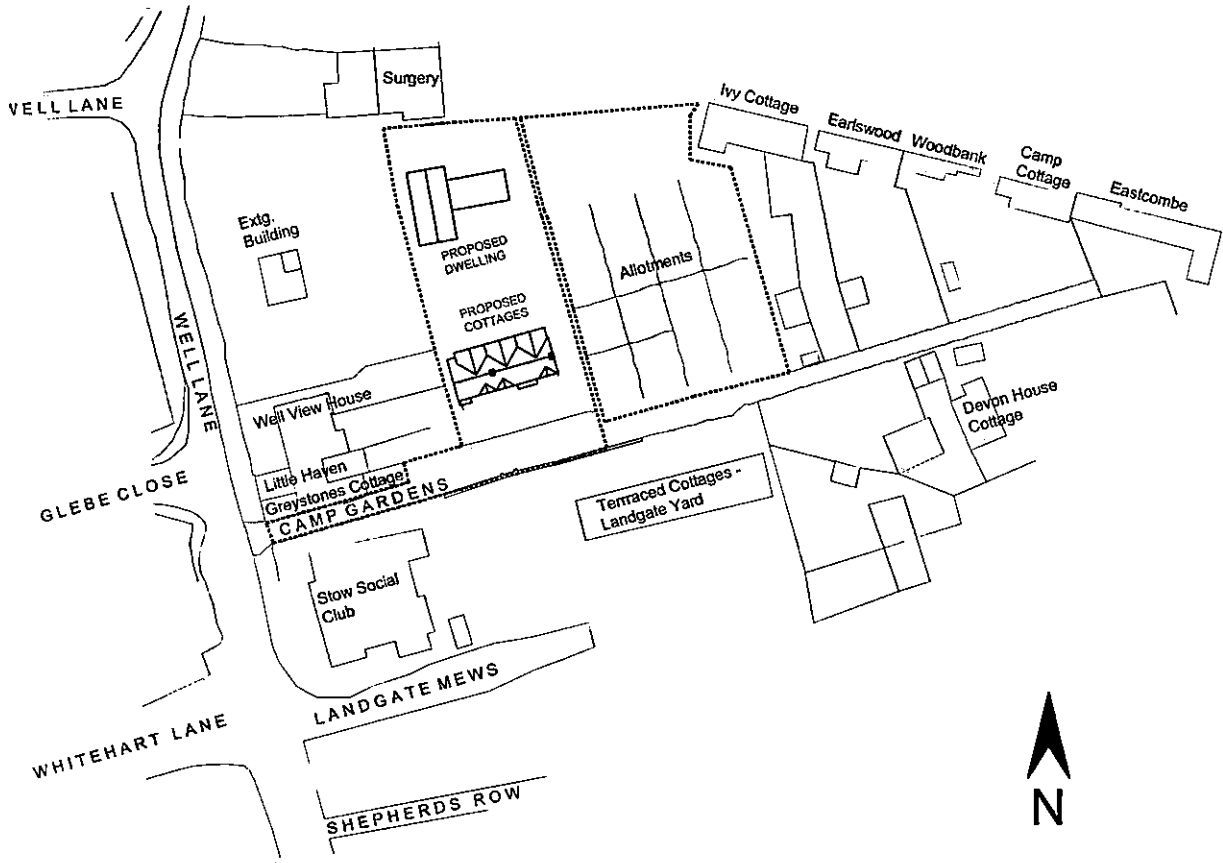 Surgery
WELL LANE
Ivy Cottage
Earlswood
Woodbank
Camp
Cottage
Eastcombe
Extg.
Building
PROPOSED
DWELLING
Allotments
PROPOSED
COTTAGES
WELL LANE
Well View House
Devon House
Cottage
Little Haven
Greystones Cottage
GLEBE CLOSE
CAMP GARDENS
Terrraced Cottages -
Landgate Yard
Stow Social
Club
LANDGATE MEWS
WHITEHART LANE
SHEPHERDS ROW
N